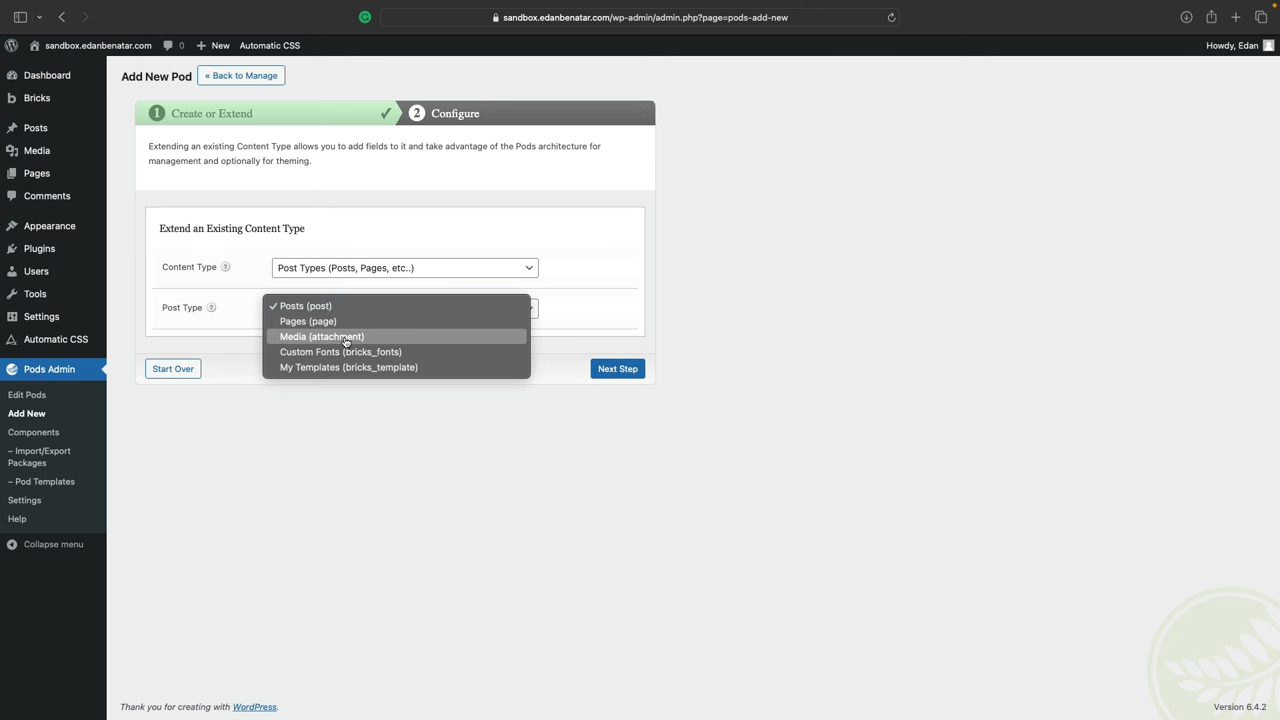 sandbox.edanbenatar.com/wp-admin/admin.php?page=pods-add-new
sandbox.edanbenatar.com 0 New Automatic CSS Howdy, Edan
Dashboard
Bricks
Posts
Media
Pages
Comments
Appearance
Plugins
Users
Tools
Settings
Automatic CSS
Pods Admin
Edit Pods
Add New
Components
– Import/Export
Packages
– Pod Templates
Settings
Help
Collapse menu
Add New Pod « Back to Manage
1 Create or Extend ✔ 2 Configure
Extending an existing Content Type allows you to add fields to it and take advantage of the Pods architecture for
management and optionally for theming.
Extend an Existing Content Type
Content Type ? Post Types (Posts, Pages, etc..)
Post Type ?
✓ Posts (post)
Pages (page)
Media (attachment)
Custom Fonts (bricks_fonts)
My Templates (bricks_template)
Start Over Next Step
Thank you for creating with WordPress. Version 6.4.2